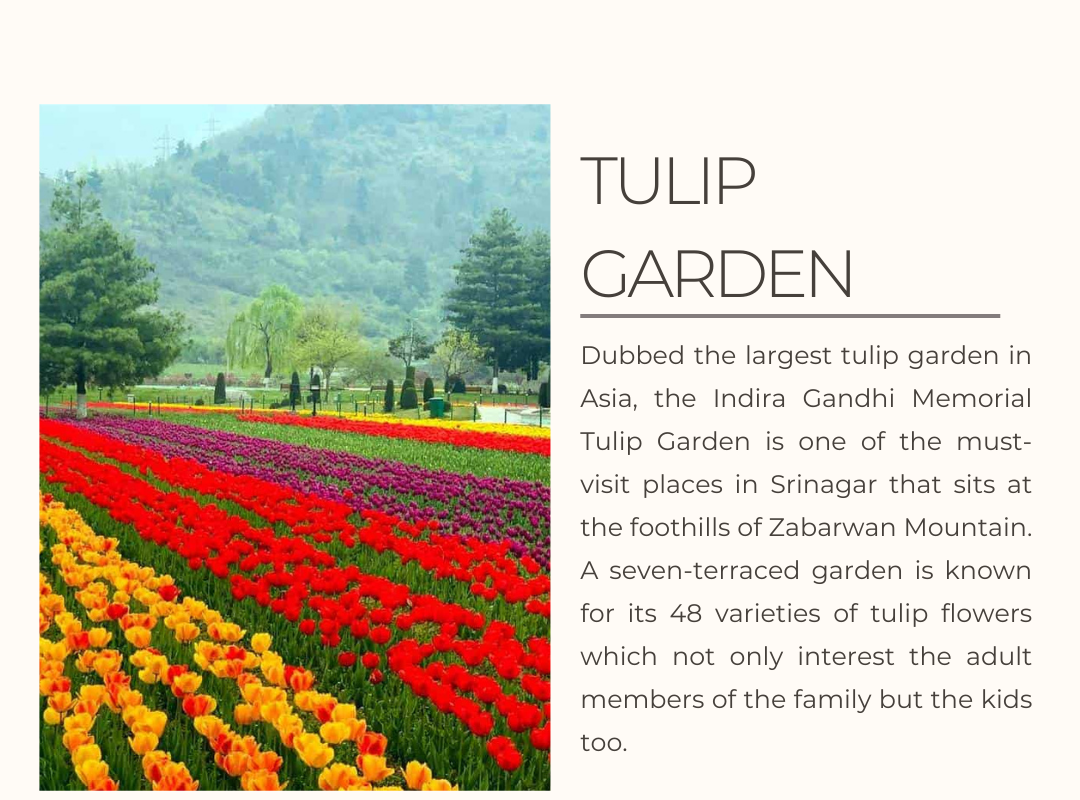 TULIP
GARDEN
Dubbed the largest tulip garden in
Asia, the Indira Gandhi Memorial
Tulip Garden is one of the must-
visit places in Srinagar that sits at
the foothills of Zabarwan Mountain.
A seven-terraced garden is known
for its 48 varieties of tulip flowers
which not only interest the adult
members of the family but the kids
too.